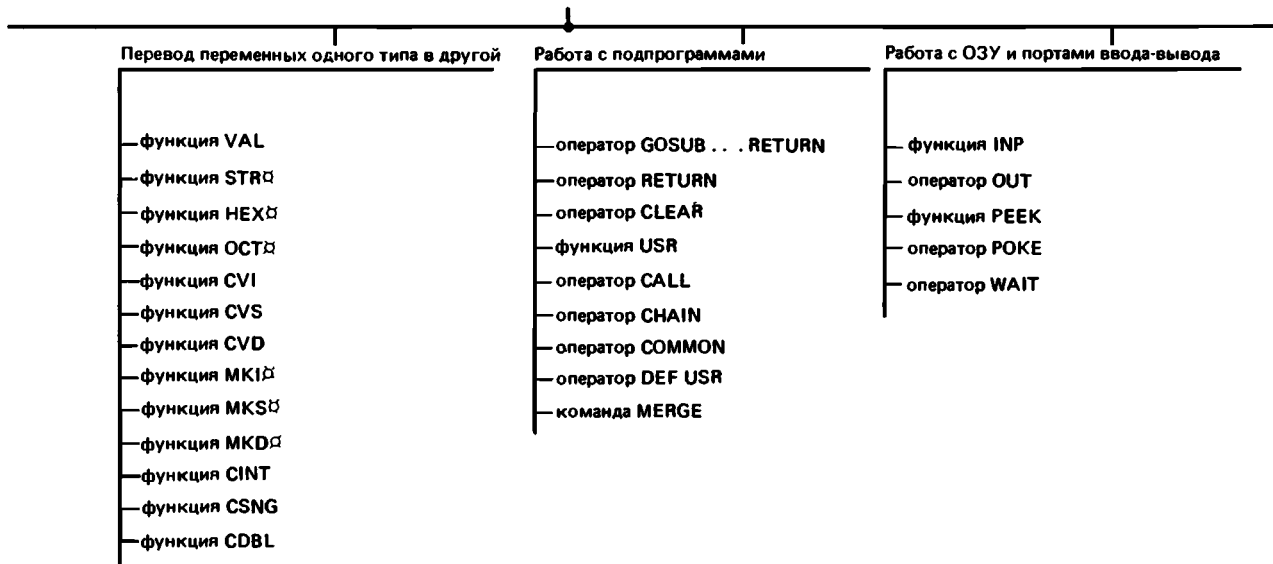 Перевод переменных одного типа в другой
функция VAL
функция STR¤
функция HEX¤
функция OCT¤
функция CVI
функция CVS
функция CVD
функция MKI¤
функция MKS¤
функция MKD¤
функция CINT
функция CSNG
функция CDBL
Работа с подпрограммами
оператор GOSUB . . . RETURN
оператор RETURN
оператор CLEAR
функция USR
оператор CALL
оператор CHAIN
оператор COMMON
оператор DEF USR
команда MERGE
Работа с ОЗУ и портами ввода-вывода
функция INP
оператор OUT
функция PEEK
оператор POKE
оператор WAIT